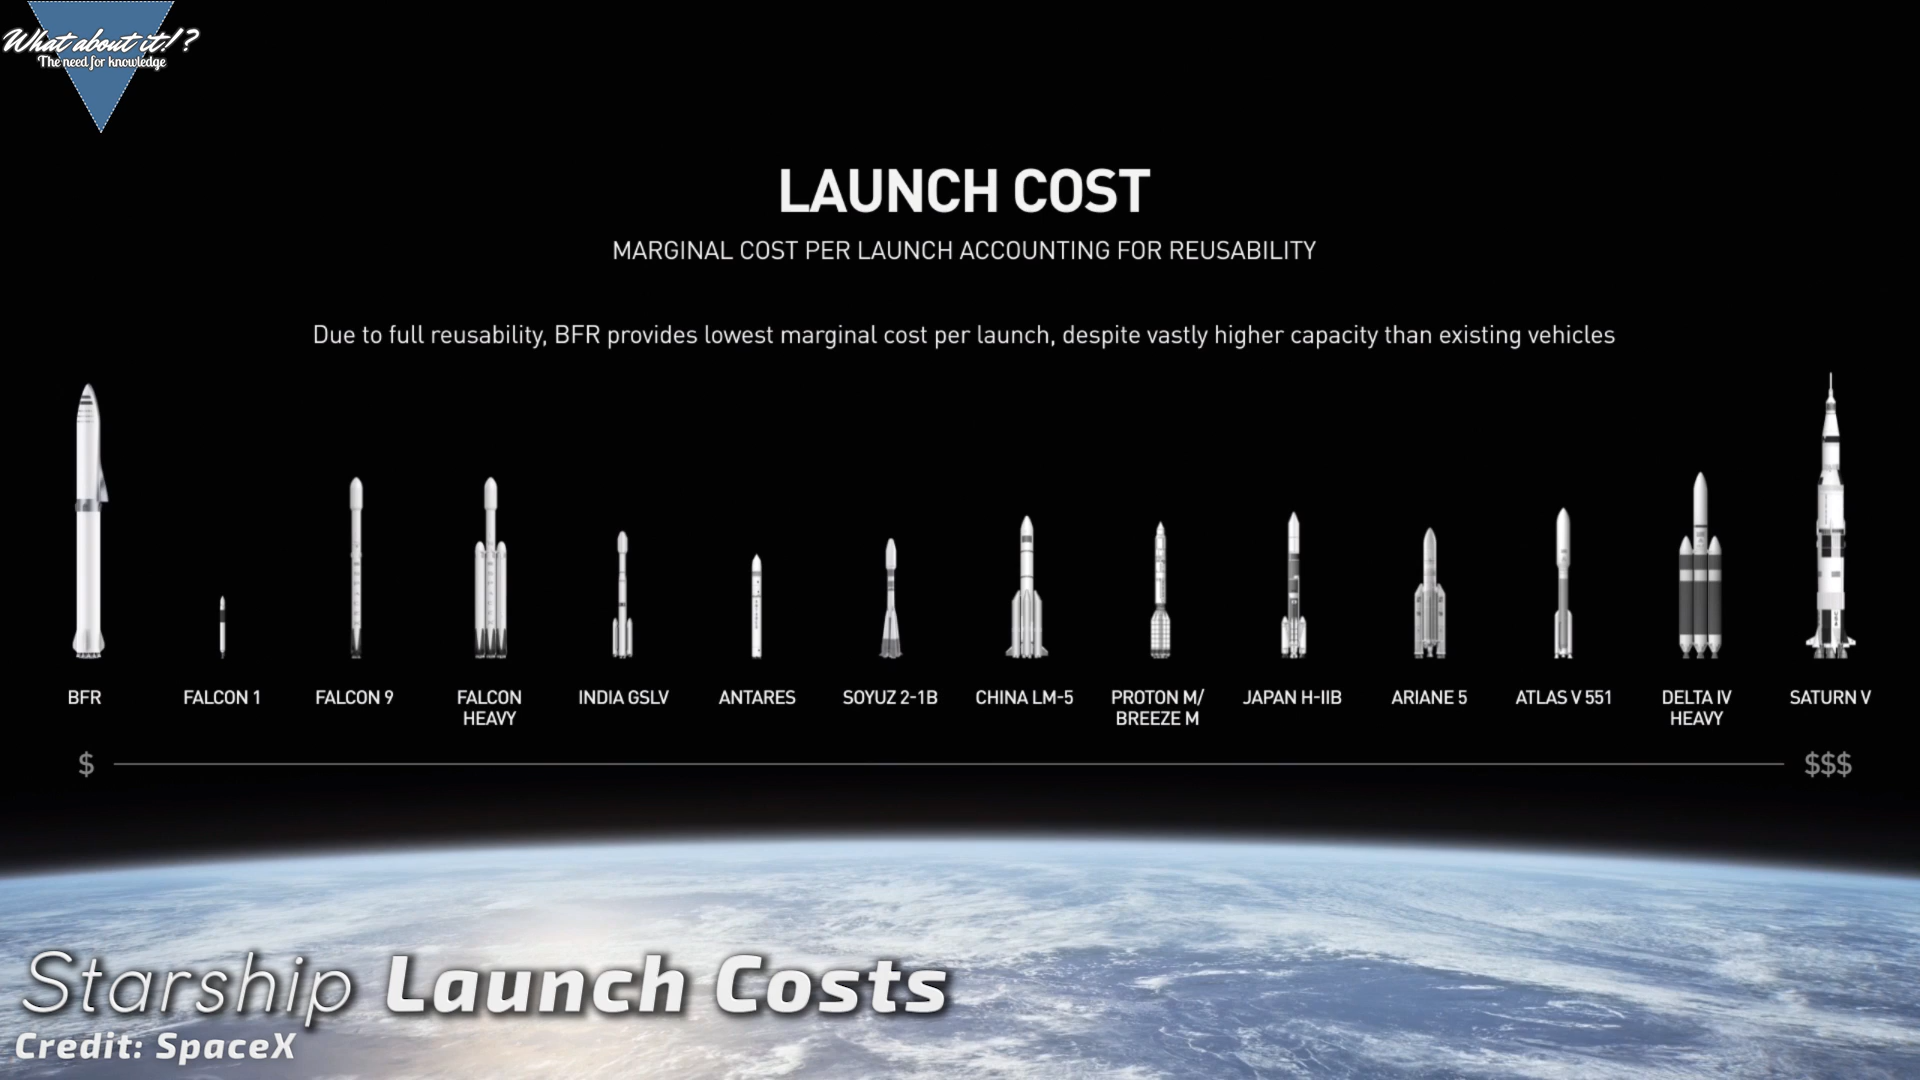 What about it!?
The need for knowledge
LAUNCH COST
MARGINAL COST PER LAUNCH ACCOUNTING FOR REUSABILITY
Due to full reusability, BFR provides lowest marginal cost per launch, despite vastly higher capacity than existing vehicles
BFR
FALCON 1
FALCON 9
FALCON
HEAVY
INDIA GSLV
ANTARES
SOYUZ 2-1B
CHINA LM-5
PROTON M/
BREEZE M
JAPAN H-IIB
ARIANE 5
ATLAS V 551
DELTA IV
HEAVY
SATURN V
$
$$$
Starship Launch Costs
Credit: SpaceX